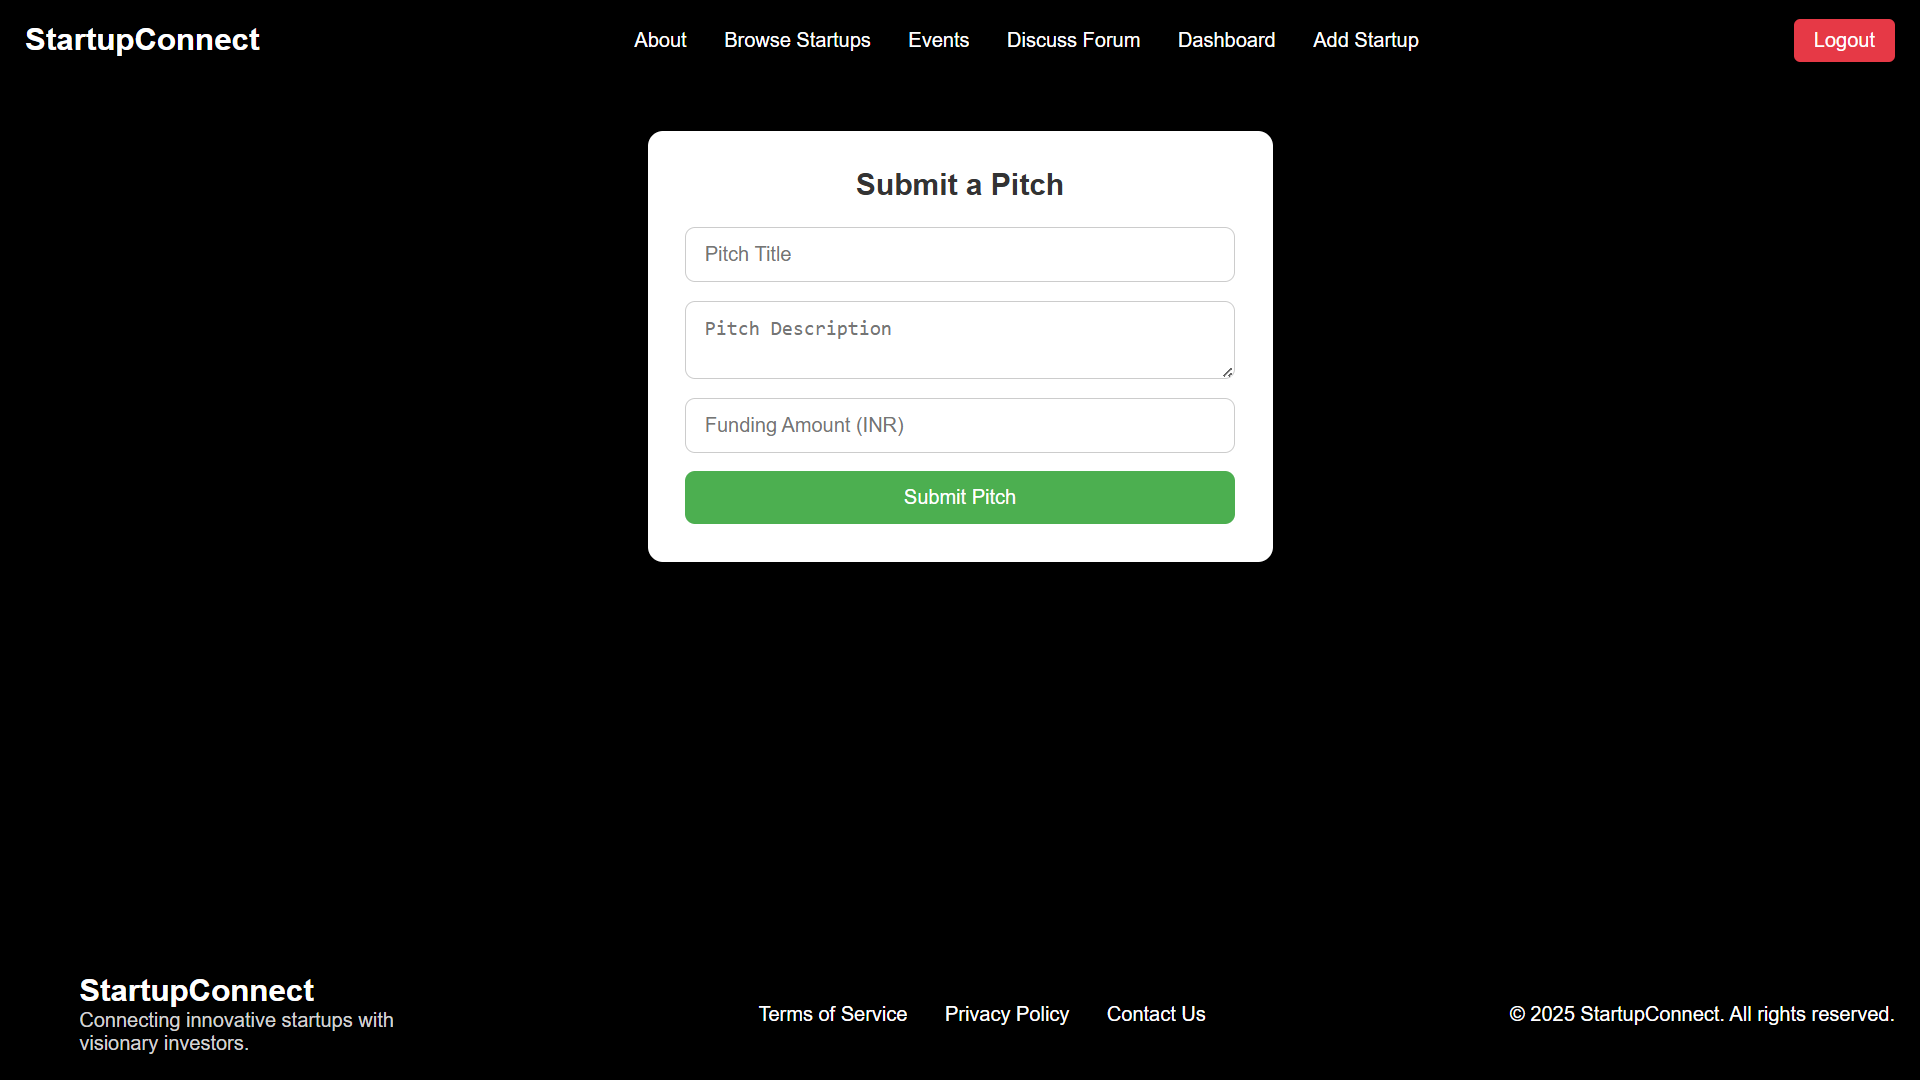 StartupConnect
About
Browse Startups
Events
Discuss Forum
Dashboard
Add Startup
Logout
Submit a Pitch
Pitch Title
Pitch Description
Funding Amount (INR)
Submit Pitch
StartupConnect
Connecting innovative startups with
visionary investors.
Terms of Service
Privacy Policy
Contact Us
© 2025 StartupConnect. All rights reserved.